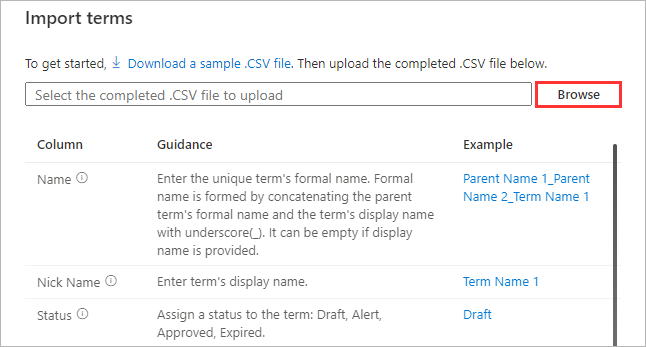 Import terms
To get started, Download a sample .CSV file. Then upload the completed .CSV file below.
Select the completed .CSV file to upload
Browse
Column Guidance Example
Name Enter the unique term's formal name. Formal Parent Name 1_Parent
name is formed by concatenating the parent Name 2_Term Name 1
term's formal name and the term's display name
with underscore(_). It can be empty if display
name is provided.
Nick Name Enter term's display name. Term Name 1
Status Assign a status to the term: Draft, Alert, Draft
Approved, Expired.